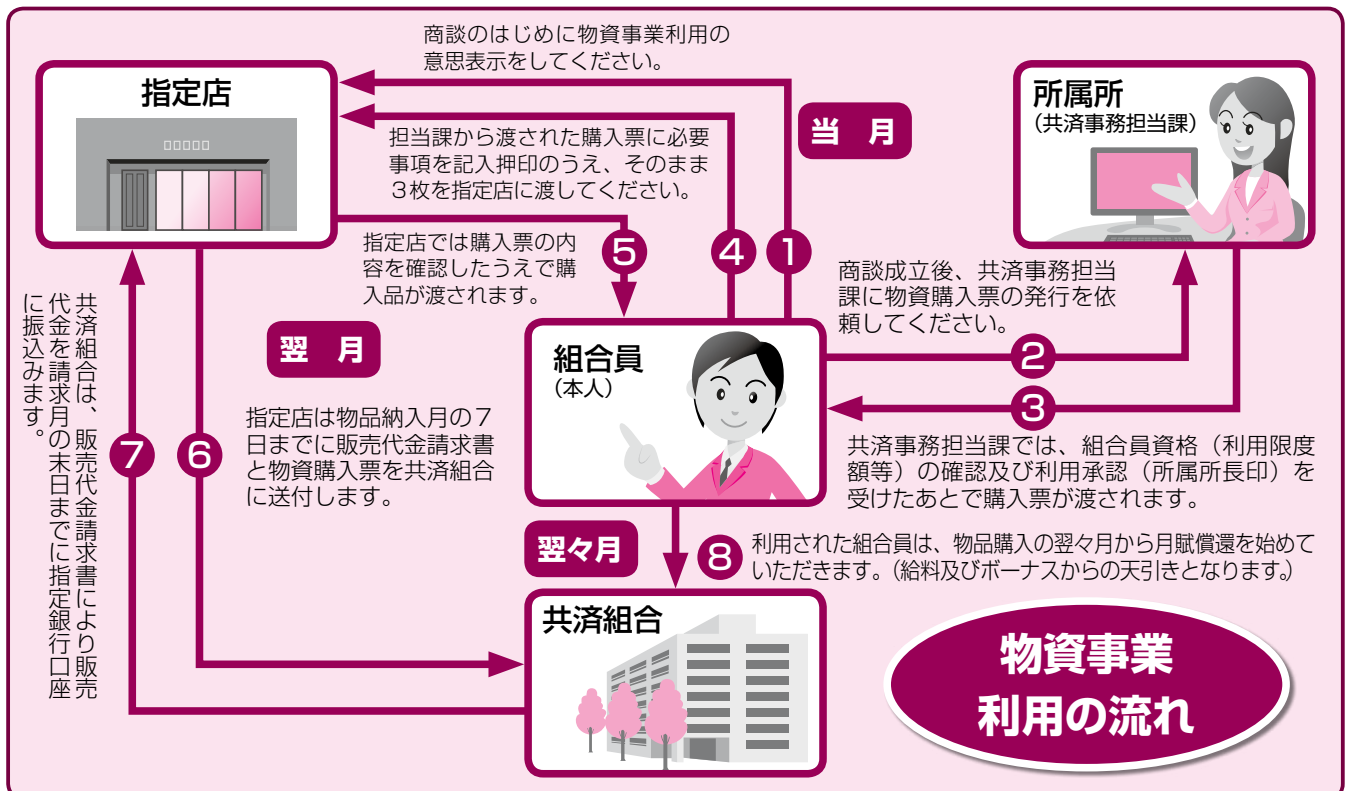 商談のはじめに物資事業利用の
意思表示をしてください。
指定店
所属所
（共済事務担当課）
当 月
担当課から渡された購入票に必要
事項を記入押印のうえ、そのまま
３枚を指定店に渡してください。
指定店では購入票の内
容を確認したうえで購
入品が渡されます。
5
4
1
商談成立後、共済事務担当
課に物資購入票の発行を依
頼してください。
2
3
翌 月
組合員
（本人）
共済組合は、販売代金請求書により販売
代金を請求月の末日までに指定銀行口座
に振込みます。
7
6
指定店は物品納入月の７
日までに販売代金請求書
と物資購入票を共済組合
に送付します。
共済事務担当課では、組合員資格（利用限度
額等）の確認及び利用承認（所属所長印）を
受けたあとで購入票が渡されます。
翌々月
8
利用された組合員は、物品購入の翌々月から月賦償還を始めて
いただきます。（給料及びボーナスからの天引きとなります。）
共済組合
物資事業
利用の流れ